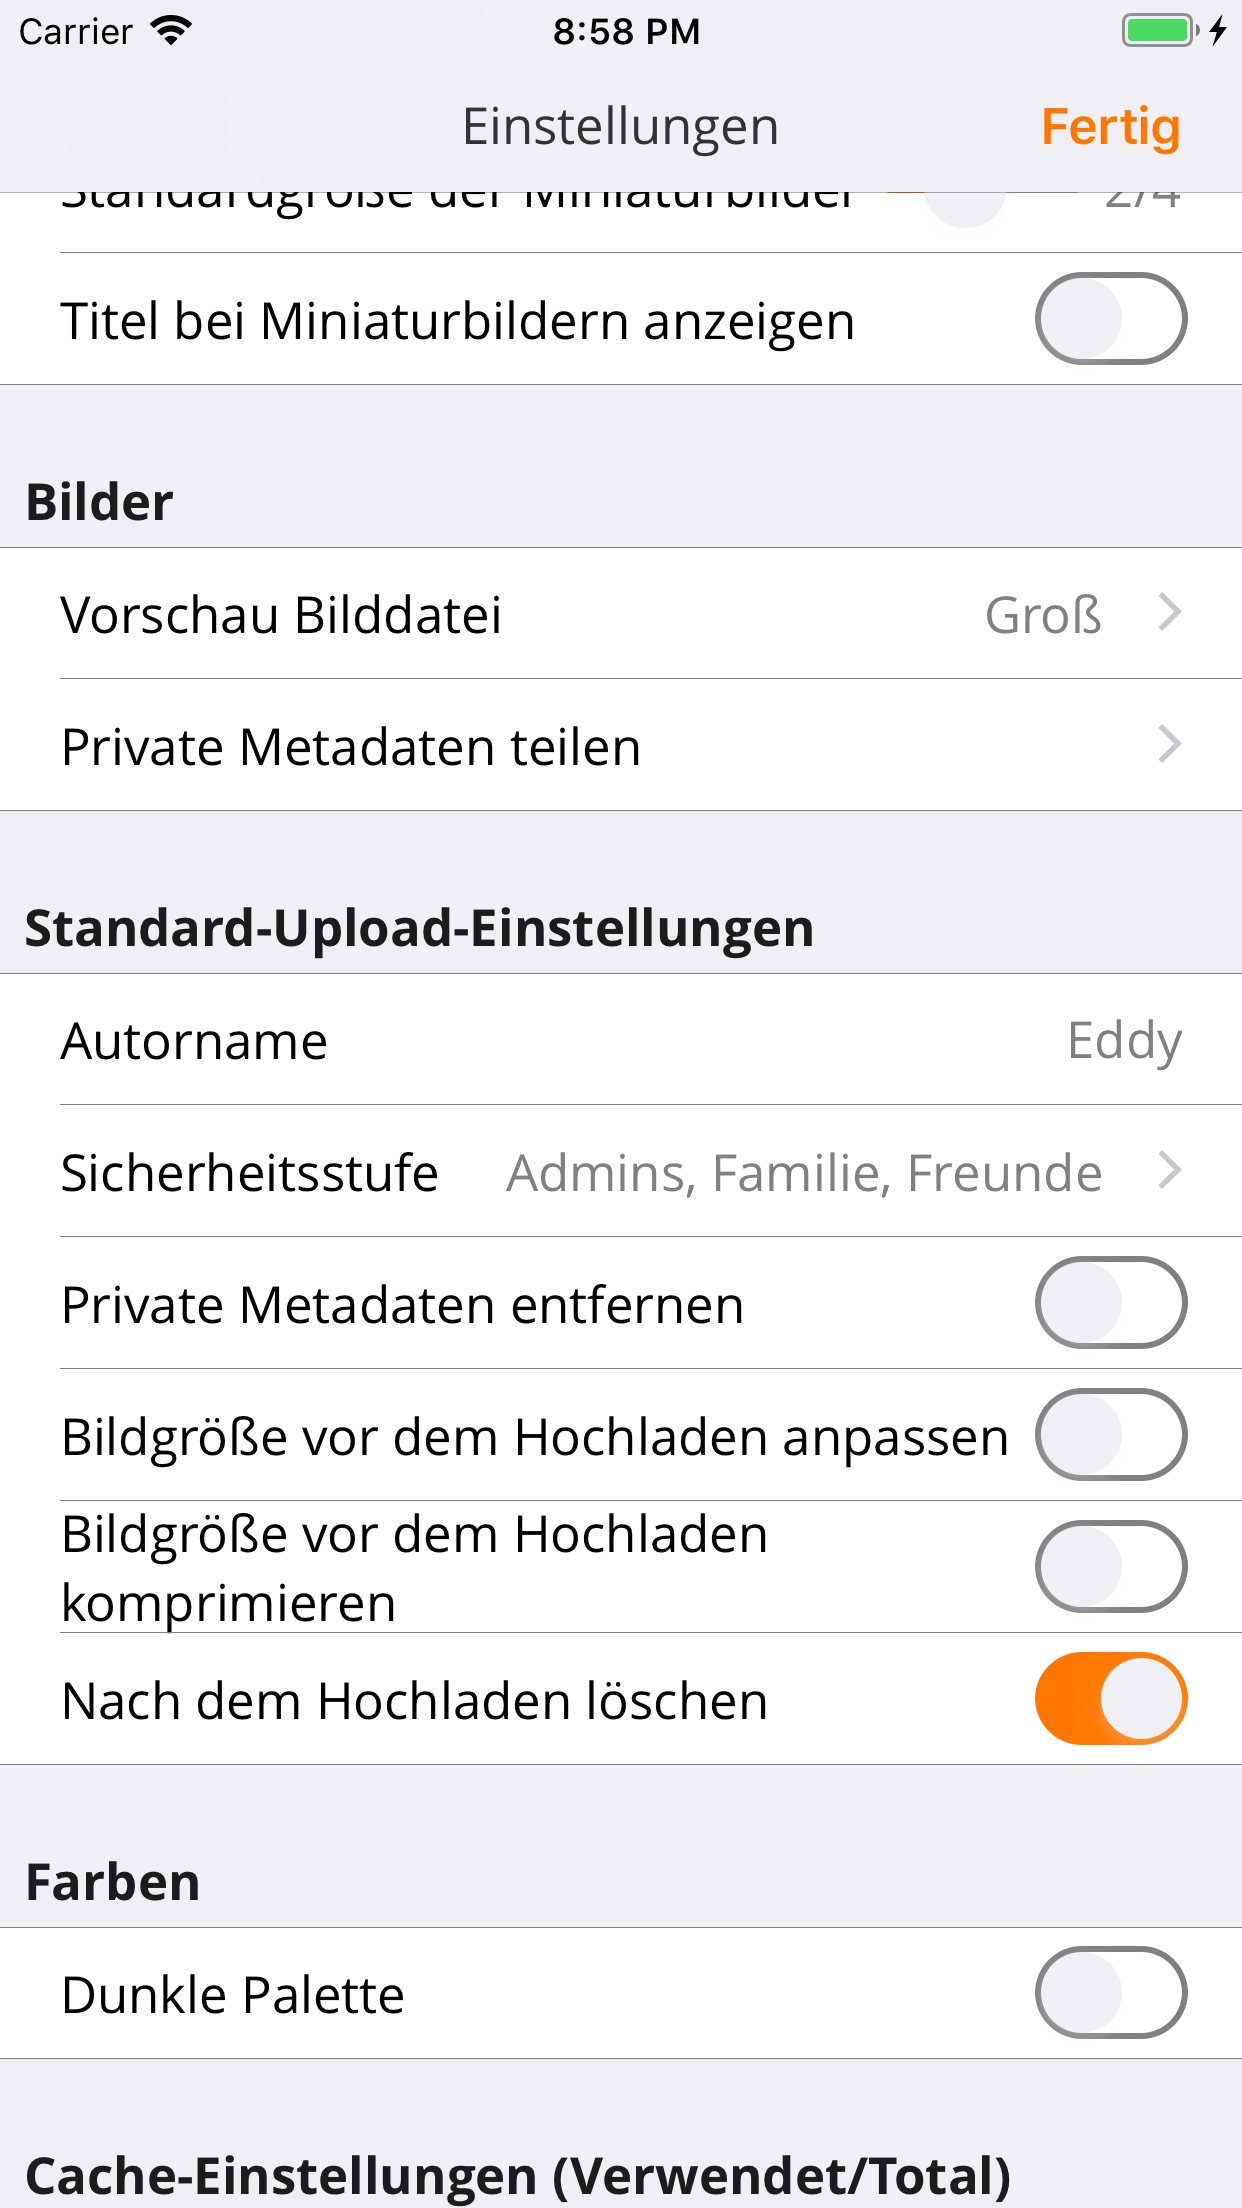 Carrier 8:58 PM
Einstellungen Fertig
Standardgröße der Miniaturbilder 2/4
Titel bei Miniaturbildern anzeigen
Bilder
Vorschau Bilddatei Groß
Private Metadaten teilen
Standard-Upload-Einstellungen
Autorname Eddy
Sicherheitsstufe Admins, Familie, Freunde
Private Metadaten entfernen
Bildgröße vor dem Hochladen anpassen
Bildgröße vor dem Hochladen
komprimieren
Nach dem Hochladen löschen
Farben
Dunkle Palette
Cache-Einstellungen (Verwendet/Total)